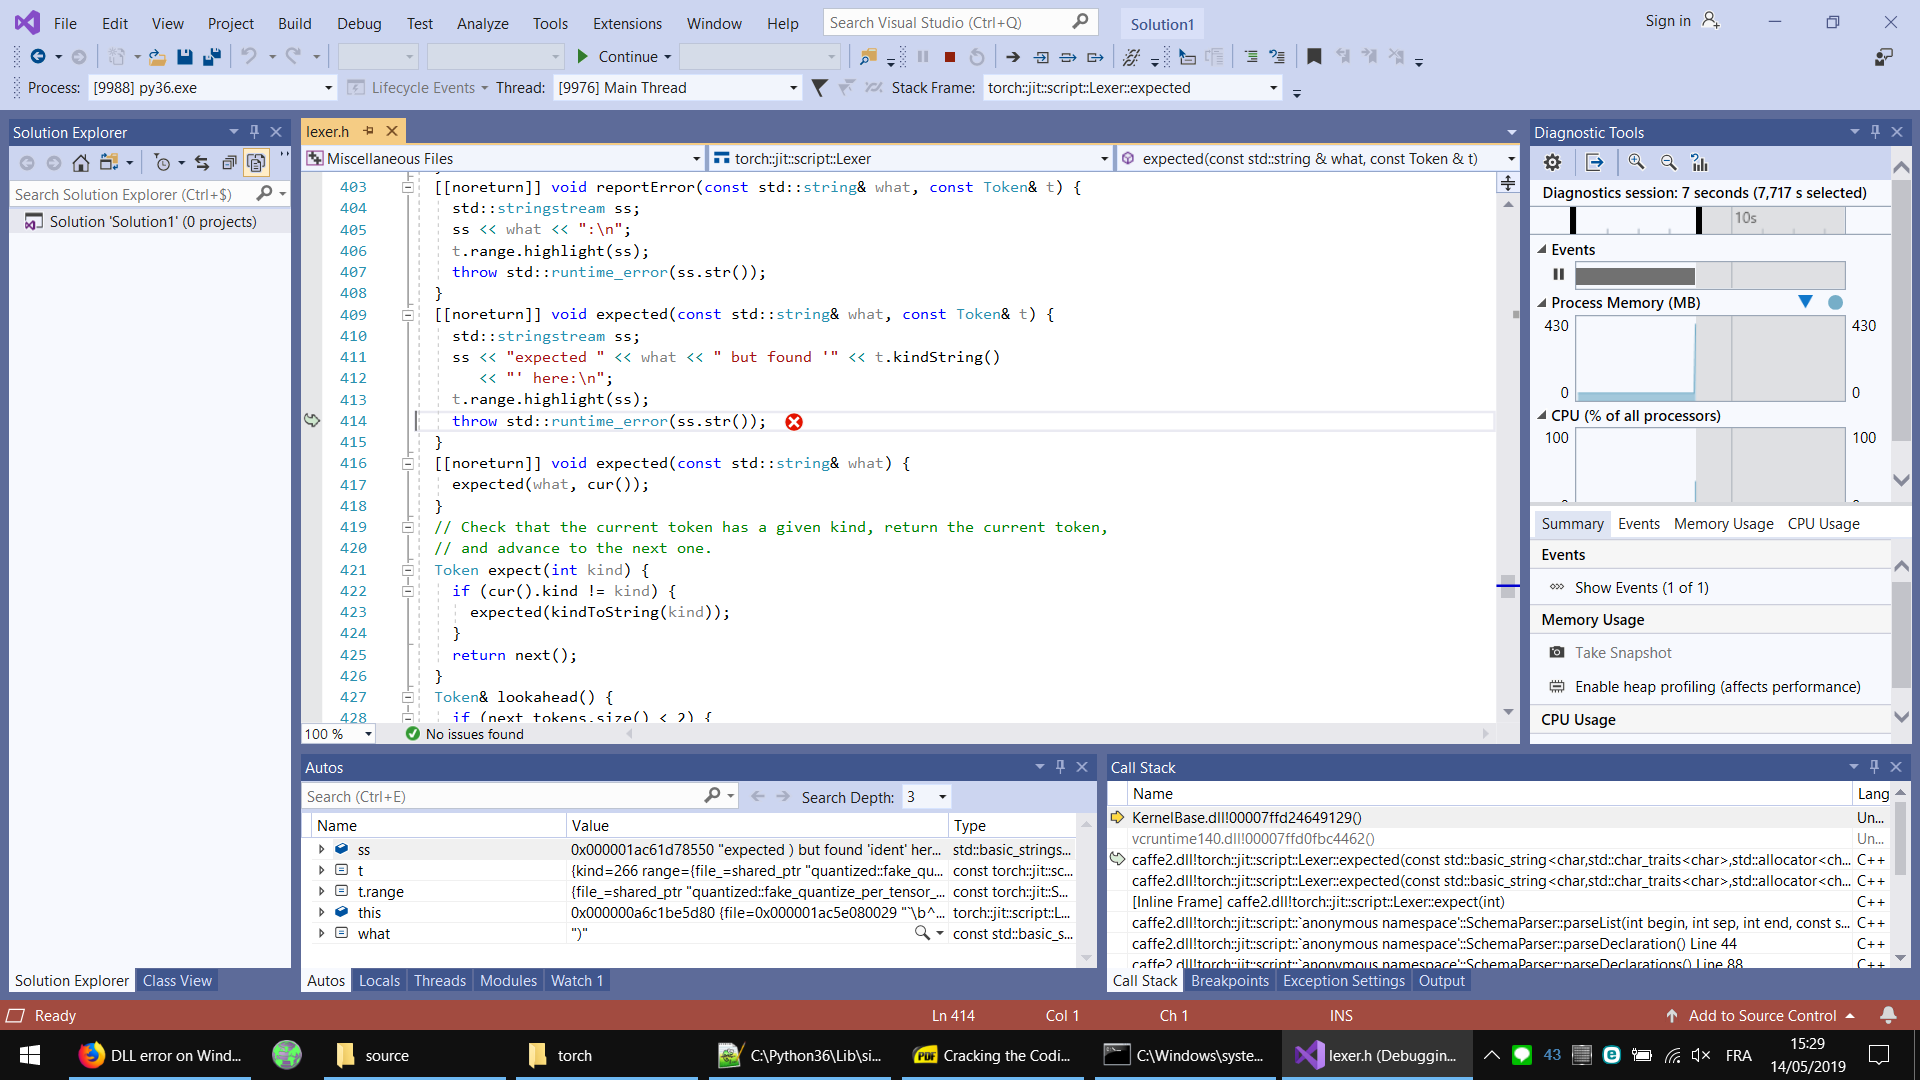 File Edit View Project Build Debug Test Analyze Tools Extensions Window Help Search Visual Studio (Ctrl+Q) Solution1 Sign in
Continue
Process: [9988] py36.exe Lifecycle Events Thread: [9976] Main Thread Stack Frame: torch::jit::script::Lexer::expected
Solution Explorer
Search Solution Explorer (Ctrl+$)
Solution 'Solution1' (0 projects)
Solution Explorer Class View
lexer.h
Miscellaneous Files torch::jit::script::Lexer expected(const std::string & what, const Token & t)
403 [[noreturn]] void reportError(const std::string& what, const Token& t) {
404 std::stringstream ss;
405 ss << what << ":\n";
406 t.range.highlight(ss);
407 throw std::runtime_error(ss.str());
408 }
409 [[noreturn]] void expected(const std::string& what, const Token& t) {
410 std::stringstream ss;
411 ss << "expected " << what << " but found '" << t.kindString()
412 << "' here:\n";
413 t.range.highlight(ss);
414 throw std::runtime_error(ss.str());
415 }
416 [[noreturn]] void expected(const std::string& what) {
417 expected(what, cur());
418 }
419 // Check that the current token has a given kind, return the current token,
420 // and advance to the next one.
421 Token expect(int kind) {
422 if (cur().kind != kind) {
423 expected(kindToString(kind));
424 }
425 return next();
426 }
427 Token& lookahead() {
428 if (next_tokens.size() < 2) {
100 % No issues found
Diagnostic Tools
Diagnostics session: 7 seconds (7,717 s selected)
10s
Events
Process Memory (MB)
430 430
0 0
CPU (% of all processors)
100 100
Summary Events Memory Usage CPU Usage
Events
Show Events (1 of 1)
Memory Usage
Take Snapshot
Enable heap profiling (affects performance)
CPU Usage
Autos
Search (Ctrl+E) Search Depth: 3
Name Value Type
ss 0x000001ac61d78550 "expected ) but found 'ident' her... std::basic_strings...
t {kind=266 range={file_=shared_ptr "quantized::fake_qu... const torch::jit::sc...
t.range {file_=shared_ptr "quantized::fake_quantize_per_tensor_... const torch::jit::S...
this 0x000000a6c1be5d80 {file=0x000001ac5e080029 "`\b^... torch::jit::script::L...
what ")" const std::basic_s...
Autos Locals Threads Modules Watch 1
Call Stack
Name Lang
KernelBase.dll!00007ffd24649129() Un...
vcruntime140.dll!00007ffd0fbc4462() Un...
caffe2.dll!torch::jit::script::Lexer::expected(const std::basic_string<char,std::char_traits<char>,std::allocator<ch... C++
caffe2.dll!torch::jit::script::Lexer::expected(const std::basic_string<char,std::char_traits<char>,std::allocator<ch... C++
[Inline Frame] caffe2.dll!torch::jit::script::Lexer::expect(int) C++
caffe2.dll!torch::jit::script::`anonymous namespace'::SchemaParser::parseList(int begin, int sep, int end, const s... C++
caffe2.dll!torch::jit::script::`anonymous namespace'::SchemaParser::parseDeclaration() Line 44 C++
caffe2.dll!torch::jit::script::`anonymous namespace'::SchemaParser::parseDeclarations() Line 88 C++
Call Stack Breakpoints Exception Settings Output
Ready Ln 414 Col 1 Ch 1 INS Add to Source Control
DLL error on Wind... source torch C:\Python36\Lib\si... Cracking the Codi... C:\Windows\syste... lexer.h (Debuggin... 43 FRA 15:29
14/05/2019